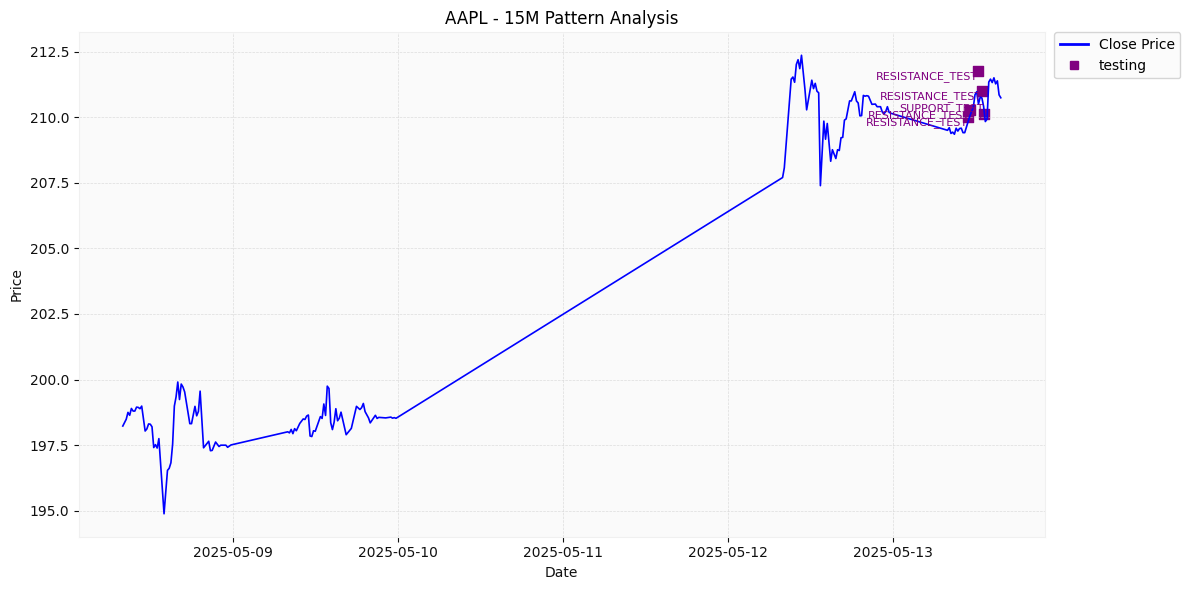 AAPL - 15M Pattern Analysis
Close Price
testing
212.5
210.0
207.5
205.0
202.5
200.0
197.5
195.0
Price
RESISTANCE_TEST
RESISTANCE_TEST
SUPPORT_TEST
RESISTANCE_TEST
RESISTANCE_TEST
2025-05-09
2025-05-10
2025-05-11
2025-05-12
2025-05-13
Date